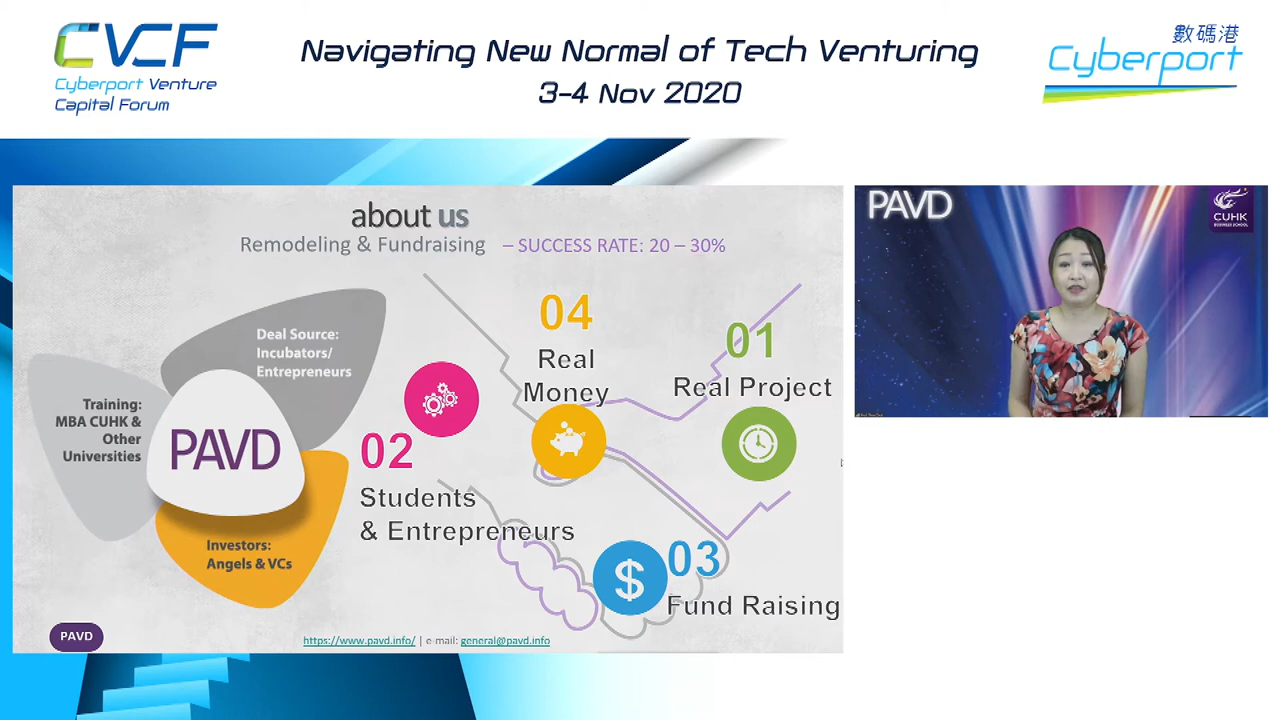 CVCF
Cyberport Venture
Capital Forum
Navigating New Normal of Tech Venturing
3-4 Nov 2020
數碼港
Cyberport
about us
Remodeling & Fundraising – SUCCESS RATE: 20 – 30%
Deal Source:
Incubators/
Entrepreneurs
Training:
MBA CUHK &
Other
Universities
PAVD
Investors:
Angels & VCs
04
Real
Money
01
Real Project
02
Students
& Entrepreneurs
03
$
Fund Raising
PAVD
https://www.pavd.info/ | e-mail: general@pavd.info
PAVD
CUHK
BUSINESS SCHOOL